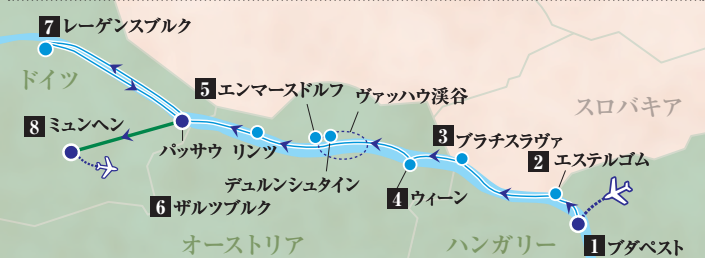 7 レーゲンスブルク
ドイツ
5 エンマースドルフ
ヴァッハウ渓谷
スロバキア
8 ミュンヘン
パッサウ
リンツ
3 ブラチスラヴァ
2 エステルゴム
デュルンシュタイン
4 ウィーン
6 ザルツブルク
オーストリア
ハンガリー
1 ブダペスト